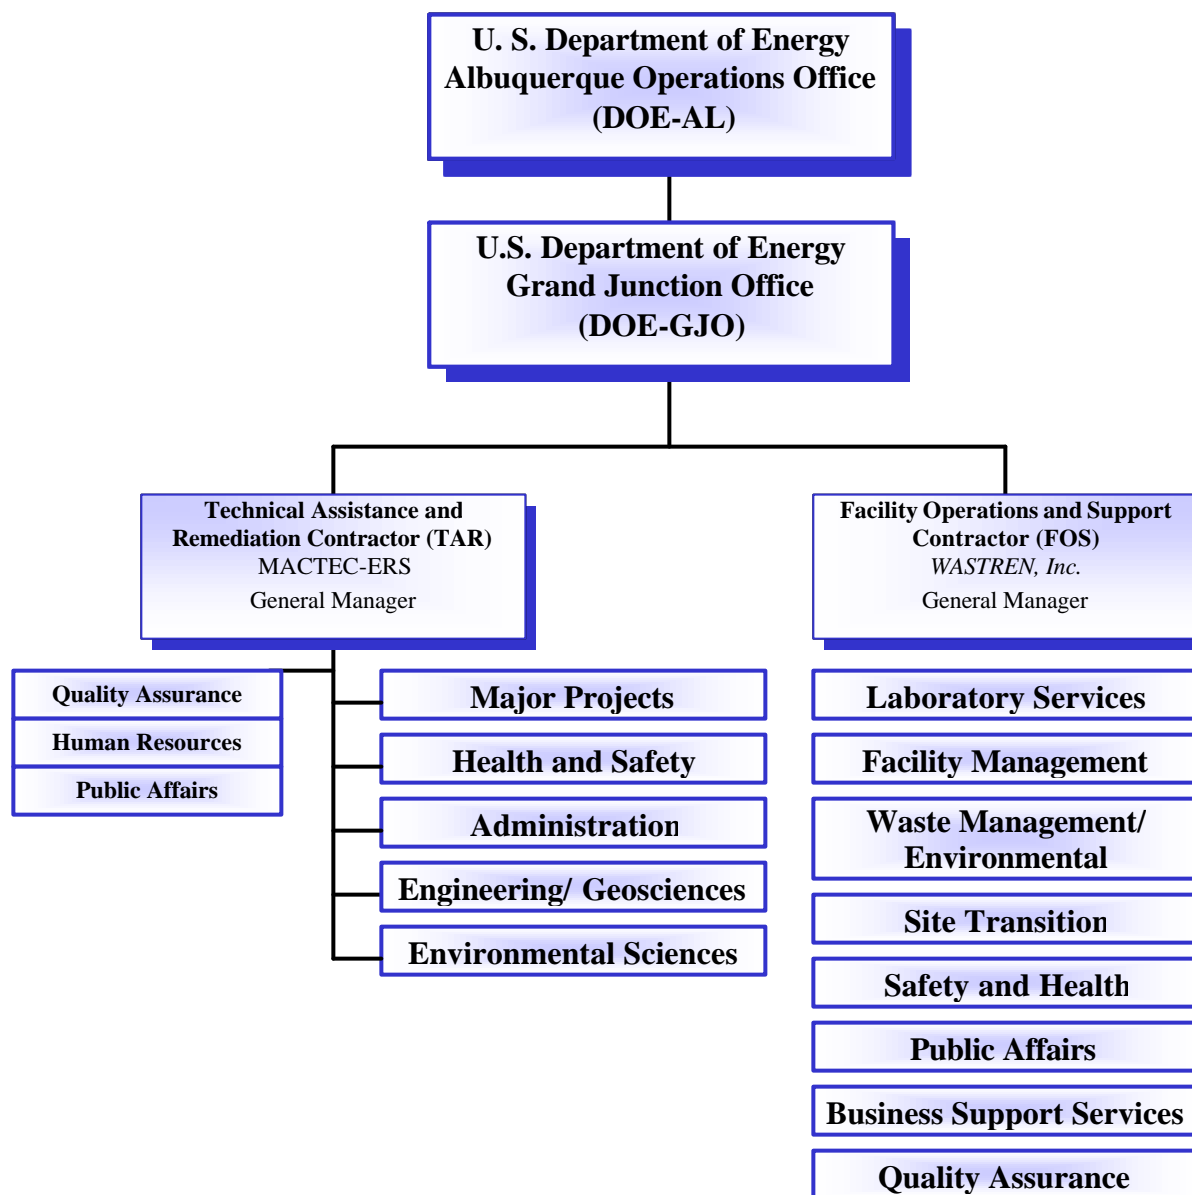 U. S. Department of Energy
Albuquerque Operations Office
(DOE-AL)
U.S. Department of Energy
Grand Junction Office
(DOE-GJO)
Technical Assistance and
Remediation Contractor (TAR)
MACTEC-ERS
General Manager
Facility Operations and Support
Contractor (FOS)
WASTREN, Inc.
General Manager
Quality Assurance
Human Resources
Public Affairs
Major Projects
Health and Safety
Administration
Engineering/ Geosciences
Environmental Sciences
Laboratory Services
Facility Management
Waste Management/
Environmental
Site Transition
Safety and Health
Public Affairs
Business Support Services
Quality Assurance